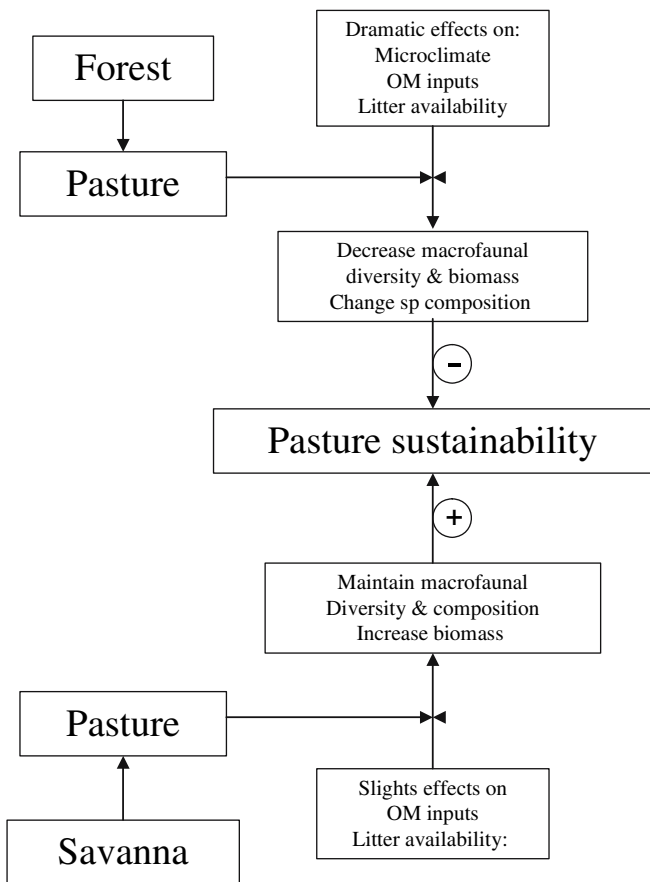 Forest
Dramatic effects on:
Microclimate
OM inputs
Litter availability
Pasture
Decrease macrofaunal
diversity & biomass
Change sp composition
-
Pasture sustainability
+
Maintain macrofaunal
Diversity & composition
Increase biomass
Pasture
Slights effects on
OM inputs
Litter availability:
Savanna